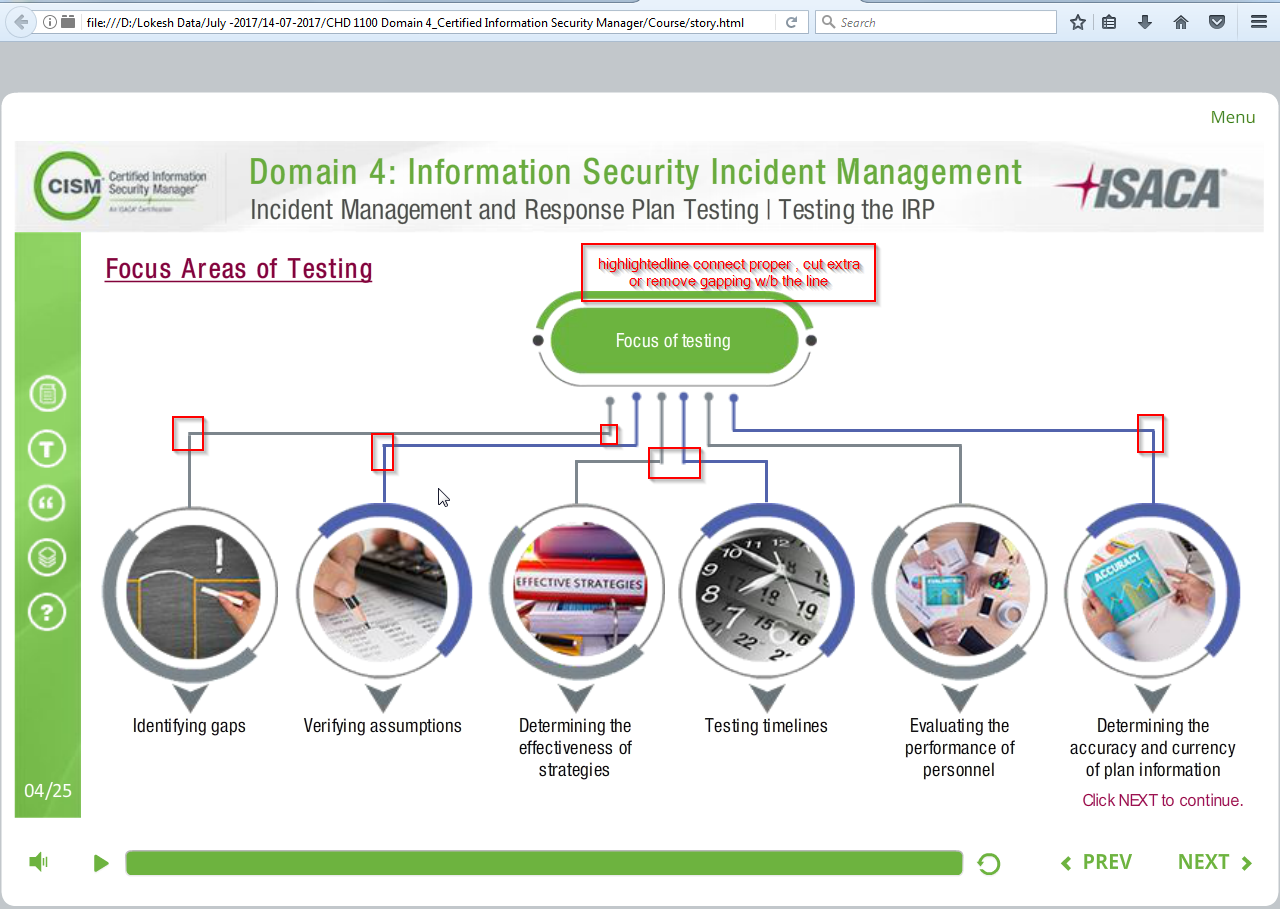 file:///D:/Lokesh Data/July -2017/14-07-2017/CHD 1100 Domain 4_Certified Information Security Manager/Course/story.html
Search
Menu
CISM
Certified Information
Security Manager®
An ISACA® Certification
Domain 4: Information Security Incident Management
Incident Management and Response Plan Testing | Testing the IRP
ISACA®
Focus Areas of Testing
highlightedline connect proper , cut extra
or remove gapping w/b the line
Focus of testing
EFFECTIVE STRATEGIES
ACCURACY
Identifying gaps
Verifying assumptions
Determining the
effectiveness of
strategies
Testing timelines
Evaluating the
performance of
personnel
Determining the
accuracy and currency
of plan information
04/25
Click NEXT to continue.
PREV
NEXT